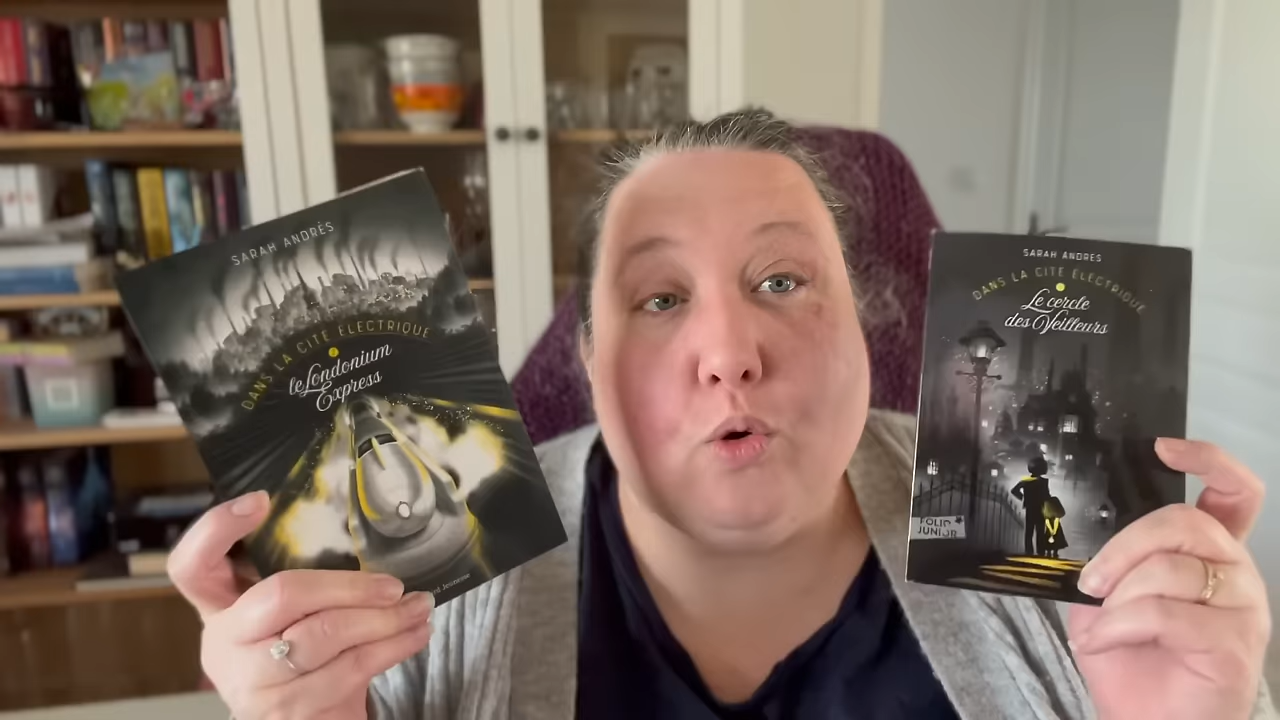 SARAH ANDRÈS
DANS LA CITÉ ÉLECTRIQUE
2
le Londonium
Express
SARAH ANDRÈS
DANS LA CITÉ ÉLECTRIQUE
Le cercle
des Veilleurs
FOLIO
JUNIOR